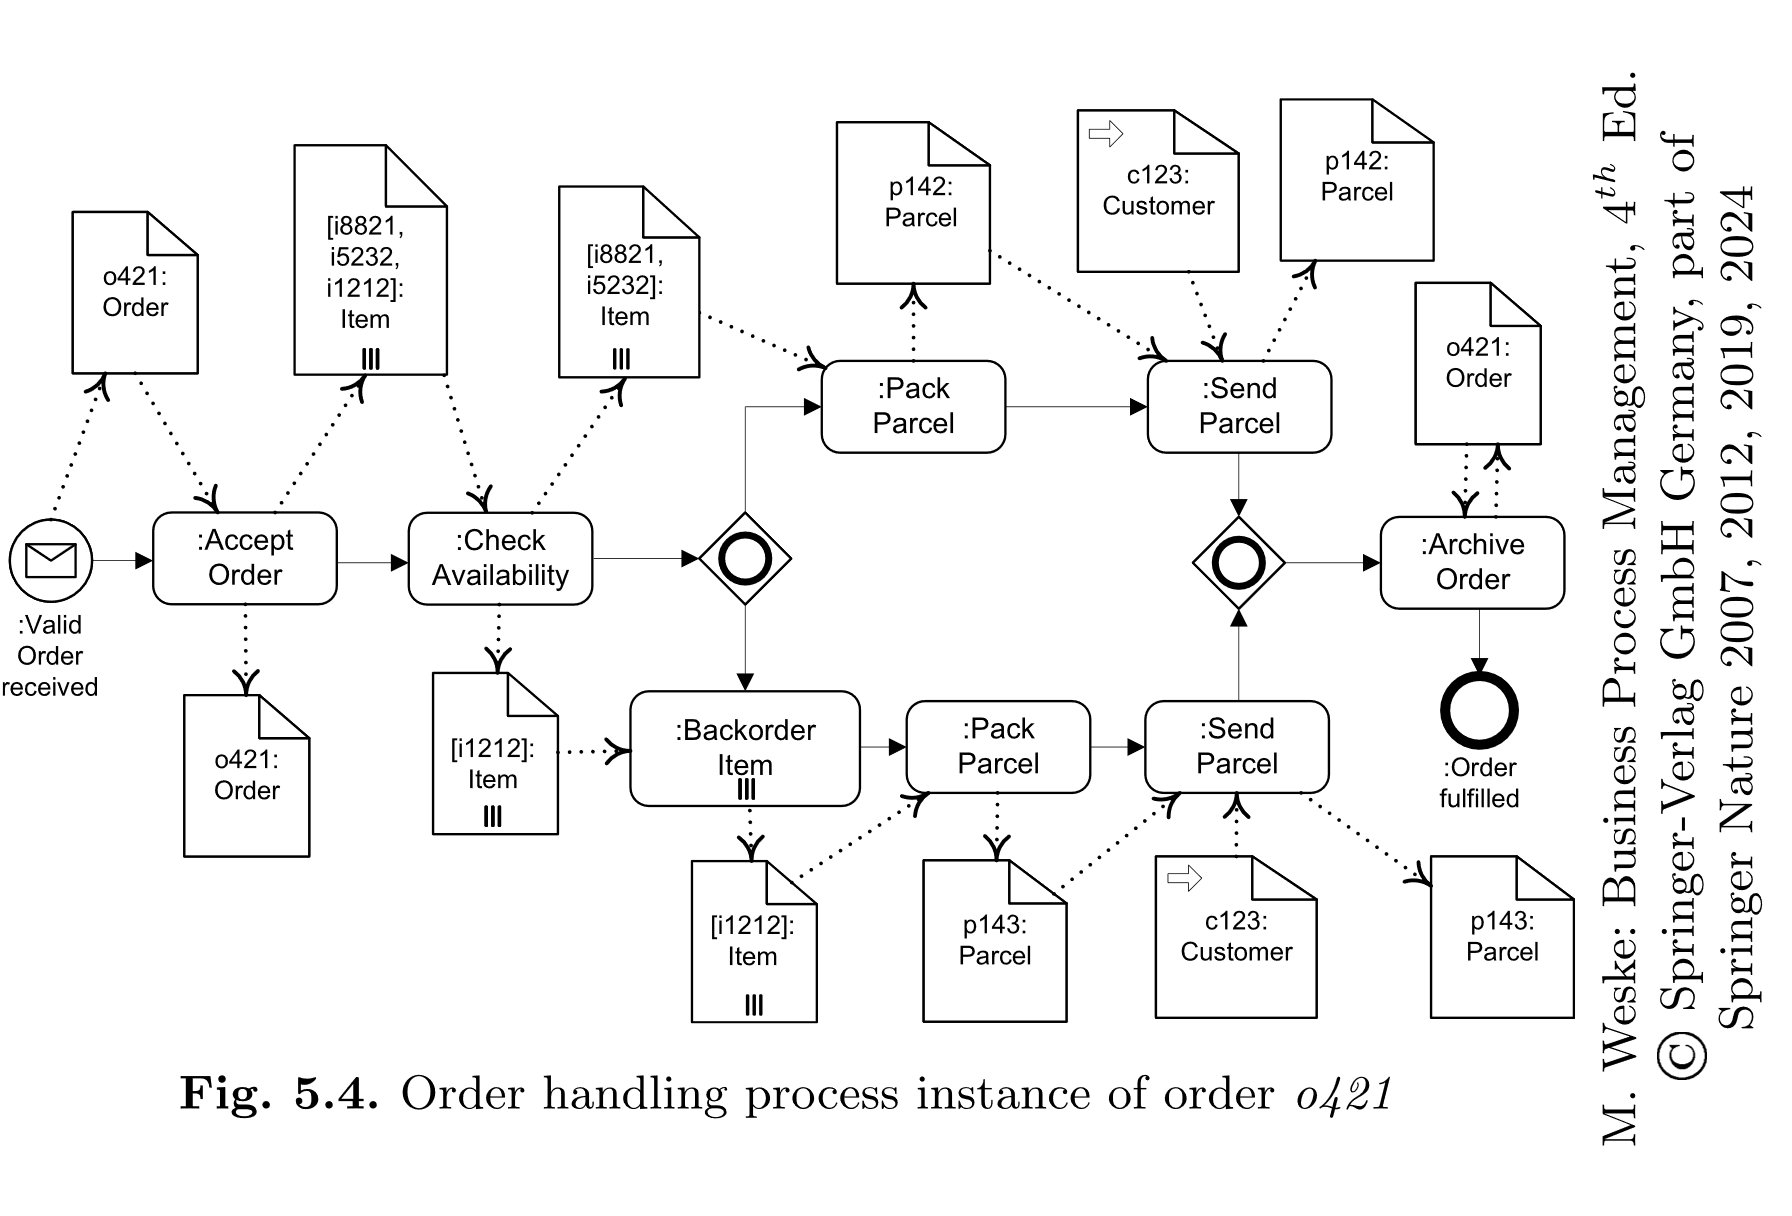 o421:
Order
[i8821,
i5232,
i1212]:
Item
[i8821,
i5232]:
Item
p142:
Parcel
c123:
Customer
p142:
Parcel
o421:
Order
:Pack
Parcel
:Send
Parcel
:Valid
Order
received
:Accept
Order
:Check
Availability
:Archive
Order
o421:
Order
[i1212]:
Item
:Backorder
Item
:Pack
Parcel
:Send
Parcel
:Order
fulfilled
[i1212]:
Item
p143:
Parcel
c123:
Customer
p143:
Parcel
Fig. 5.4. Order handling process instance of order o421
M. Weske: Business Process Management, 4th Ed.
© Springer-Verlag GmbH Germany, part of
Springer Nature 2007, 2012, 2019, 2024